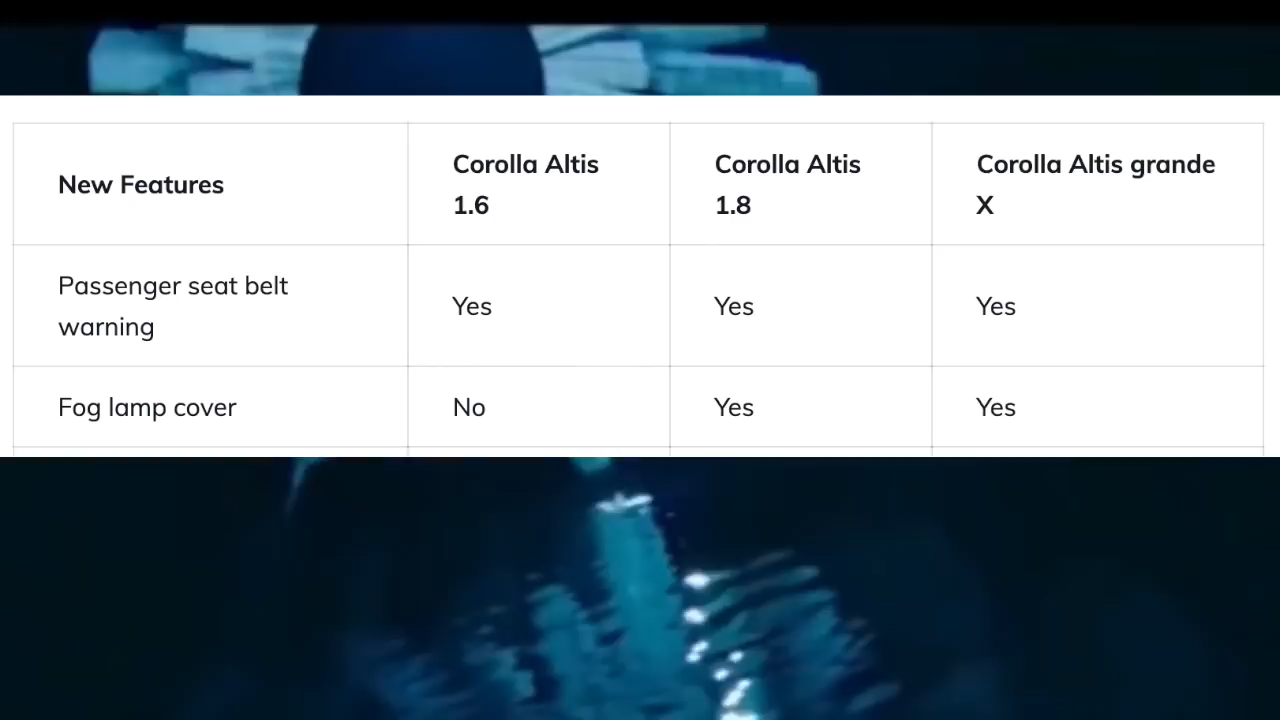 New Features
Corolla Altis
1.6
Corolla Altis
1.8
Corolla Altis grande
X
Passenger seat belt
warning
Yes
Yes
Yes
Fog lamp cover
No
Yes
Yes